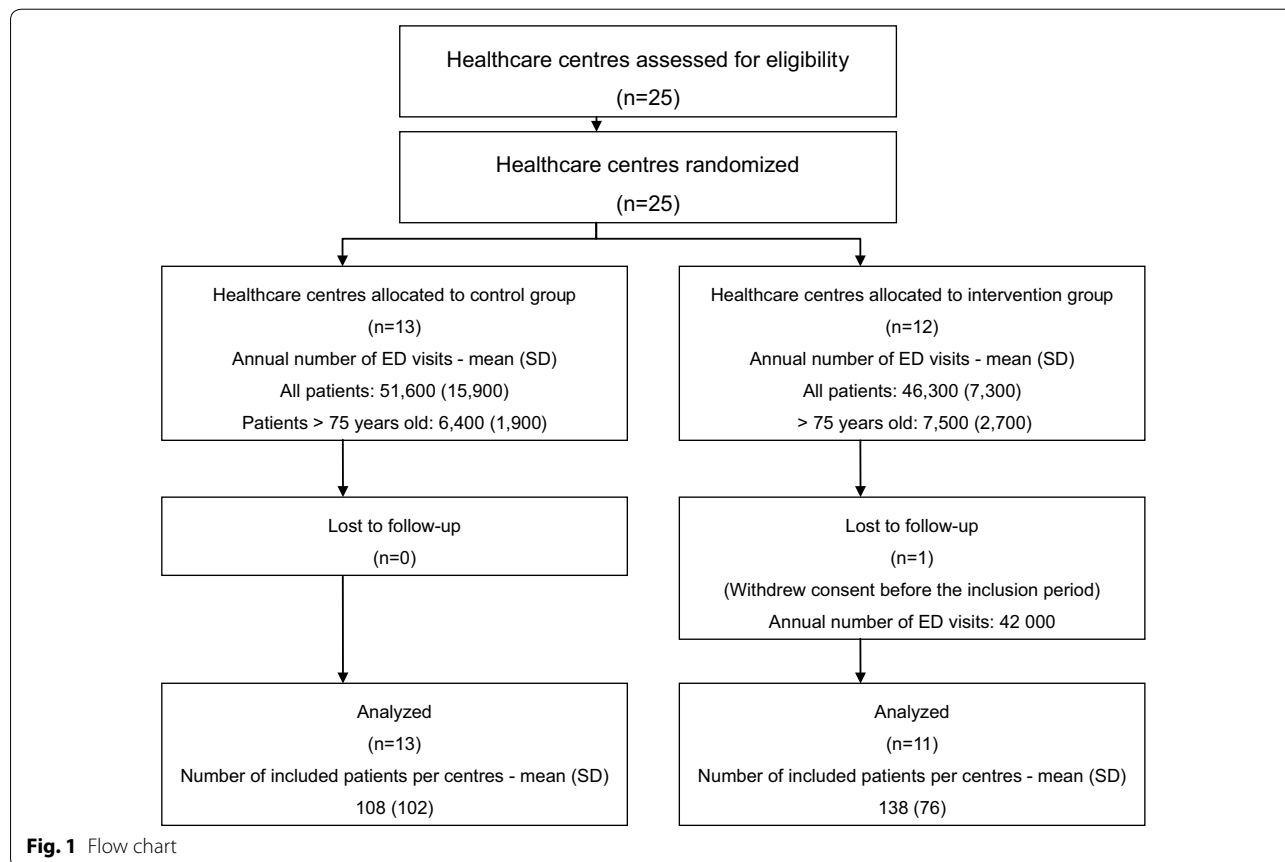 Healthcare centres assessed for eligibility
(n=25)
Healthcare centres randomized
(n=25)
Healthcare centres allocated to control group
(n=13)
Annual number of ED visits - mean (SD)
All patients: 51,600 (15,900)
Patients > 75 years old: 6,400 (1,900)
Healthcare centres allocated to intervention group
(n=12)
Annual number of ED visits - mean (SD)
All patients: 46,300 (7,300)
> 75 years old: 7,500 (2,700)
Lost to follow-up
(n=0)
Lost to follow-up
(n=1)
(Withdrew consent before the inclusion period)
Annual number of ED visits: 42 000
Analyzed
(n=13)
Number of included patients per centres - mean (SD)
108 (102)
Analyzed
(n=11)
Number of included patients per centres - mean (SD)
138 (76)
Fig. 1 Flow chart